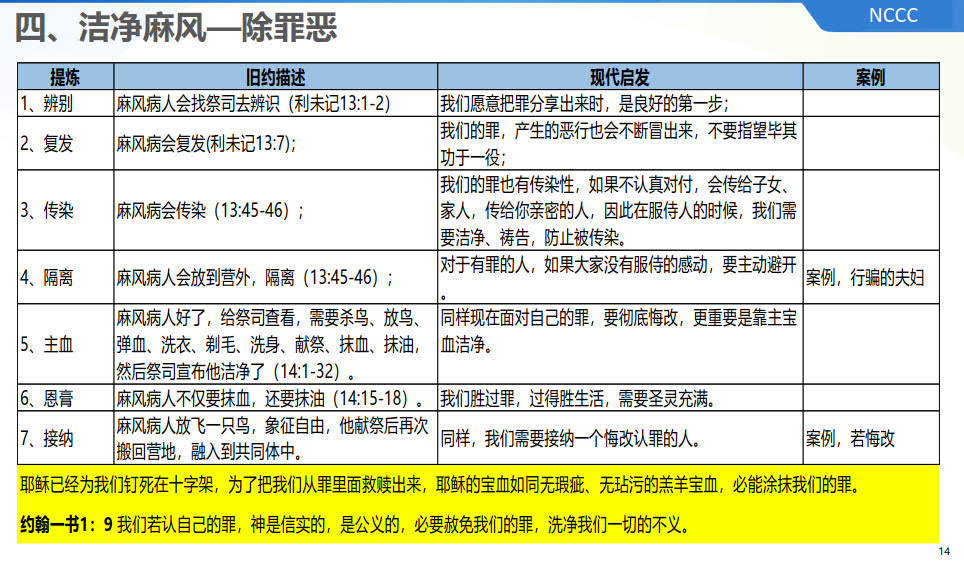 NCCC
四、洁净麻风—除罪恶
提炼 旧约描述 现代启发 案例
1、辨别 麻风病人会找祭司去辨识（利未记13:1-2） 我们愿意把罪分享出来时，是良好的第一步；
2、复发 麻风病会复发(利未记13:7)；
我们的罪，产生的恶行也会不断冒出来，不要指望毕其
功于一役；
3、传染 麻风病会传染（13:45-46）；
我们的罪也有传染性，如果不认真对付，会传给子女、
家人，传给你亲密的人，因此在服侍人的时候，我们需
要洁净、祷告，防止被传染。
4、隔离 麻风病人会放到营外，隔离（13:45-46）；
对于有罪的人，如果大家没有服侍的感动，要主动避开
。
案例，行骗的夫妇
5、主血
麻风病人好了，给祭司查看，需要杀鸟、放鸟、
弹血、洗衣、剃毛、洗身、献祭、抹血、抹油，
然后祭司宣布他洁净了（14:1-32）。
同样现在面对自己的罪，要彻底悔改，更重要是靠主宝
血洁净。
6、恩膏 麻风病人不仅要抹血，还要抹油（14:15-18）。 我们胜过罪，过得胜生活，需要圣灵充满。
7、接纳
麻风病人放飞一只鸟，象征自由，他献祭后再次
搬回营地，融入到共同体中。
同样，我们需要接纳一个悔改认罪的人。
案例，若悔改
耶稣已经为我们钉死在十字架，为了把我们从罪里面救赎出来，耶稣的宝血如同无瑕疵、无玷污的羔羊宝血，必能涂抹我们的罪。
约翰一书1：9 我们若认自己的罪，神是信实的，是公义的，必要赦免我们的罪，洗净我们一切的不义。
14